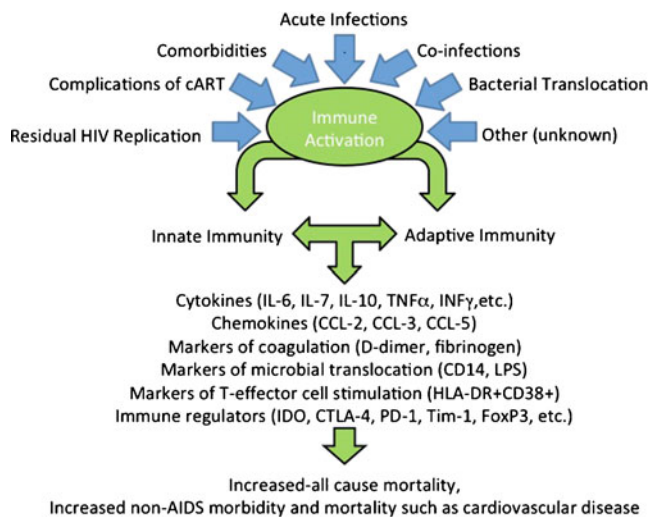 Acute Infections
Comorbidities
Co-infections
Complications of cART
Bacterial Translocation
Immune
Activation
Residual HIV Replication
Other (unknown)
Innate Immunity
Adaptive Immunity
Cytokines (IL-6, IL-7, IL-10, TNFα, INFγ,etc.)
Chemokines (CCL-2, CCL-3, CCL-5)
Markers of coagulation (D-dimer, fibrinogen)
Markers of microbial translocation (CD14, LPS)
Markers of T-effector cell stimulation (HLA-DR+CD38+)
Immune regulators (IDO, CTLA-4, PD-1, Tim-1, FoxP3, etc.)
Increased-all cause mortality,
Increased non-AIDS morbidity and mortality such as cardiovascular disease